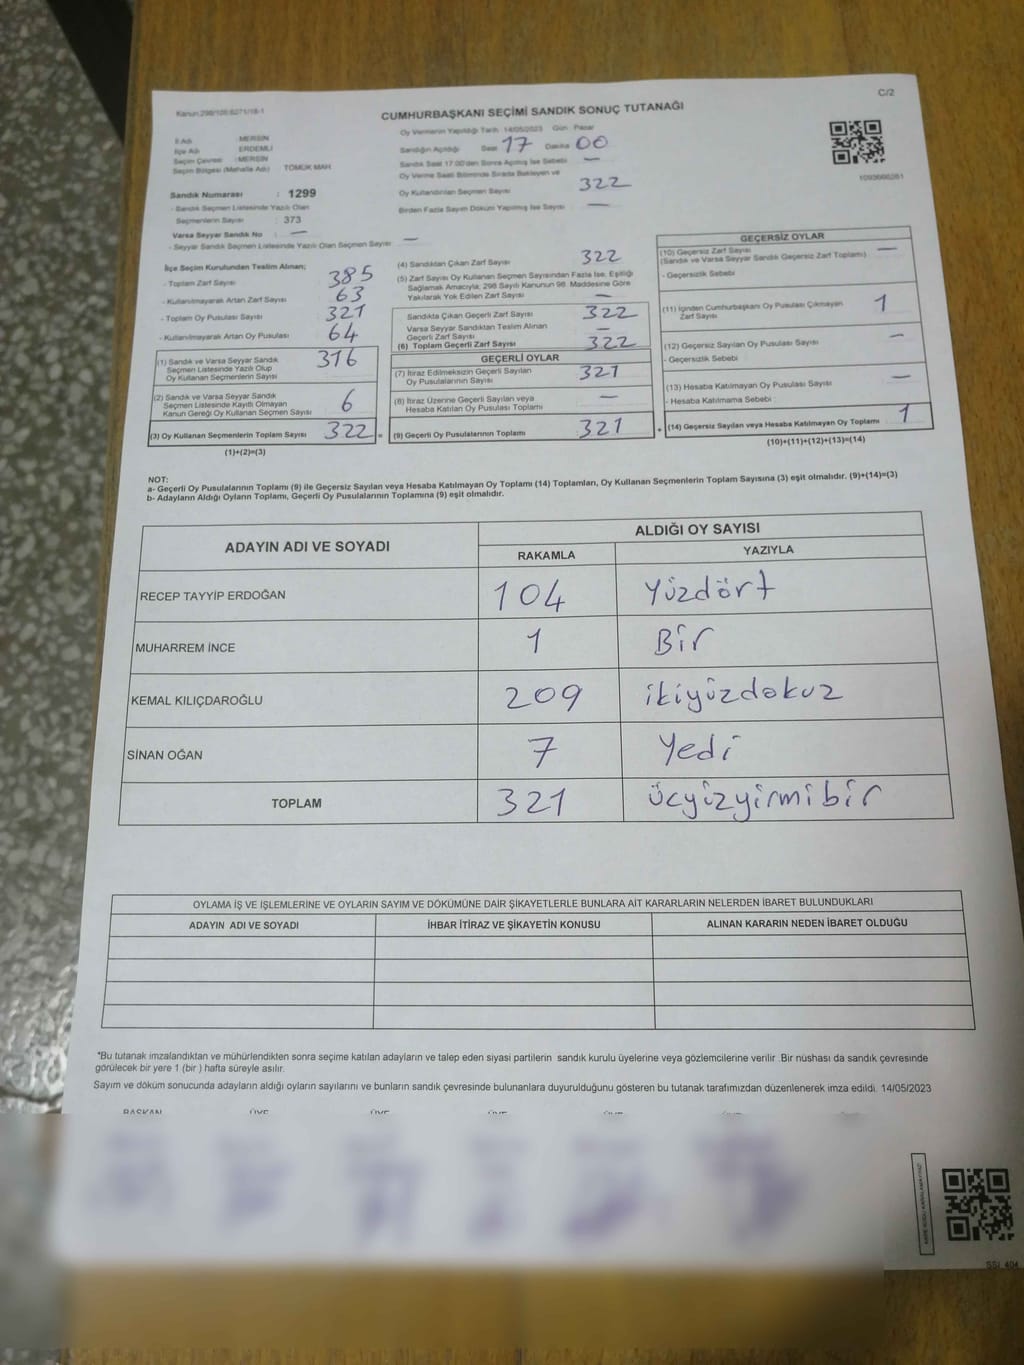 Kanun:298/105:6271/18-1
C/2
CUMHURBAŞKANI SEÇİMİ SANDIK SONUÇ TUTANAĞI
İl Adı : MERSİN
İlçe Adı : ERDEMLİ
Seçim Çevresi : MERSİN
Seçim Bölgesi (Mahalle Adı) TÖMÜK MAH
Sandık Numarası : 1299
- Sandık Seçmen Listesinde Yazılı Olan
Seçmenlerin Sayısı : 373
Varsa Seyyar Sandık No : —
- Seyyar Sandık Seçmen Listesinde Yazılı Olan Seçmen Sayısı —
Oy Vermenin Yapıldığı Tarih 14/05/2023 Gün : Pazar
Sandığın Açıldığı Saat 17 Dakika 00
Sandık Saat 17:00'den Sonra Açılmış İse Sebebi —
Oy Verme Saati Bitiminde Sırada Bekleyen ve
Oy Kullandırılan Seçmen Sayısı 322
Birden Fazla Sayım Döküm Yapılmış İse Sayısı —
İlçe Seçim Kurulundan Teslim Alınan;
- Toplam Zarf Sayısı 385
- Kullanılmayarak Artan Zarf Sayısı 63
- Toplam Oy Pusulası Sayısı 321
- Kullanılmayarak Artan Oy Pusulası 64
(1) Sandık ve Varsa Seyyar Sandık
Seçmen Listesinde Yazılı Olup
Oy Kullanan Seçmenlerin Sayısı 316
(2) Sandık ve Varsa Seyyar Sandık
Seçmen Listesinde Kayıtlı Olmayan
Kanun Gereği Oy Kullanan Seçmen Sayısı 6
(3) Oy Kullanan Seçmenlerin Toplam Sayısı 322 =
(1)+(2)=(3)
(4) Sandıktan Çıkan Zarf Sayısı 322
(5) Zarf Sayısı Oy Kullanan Seçmen Sayısından Fazla İse, Eşitliği
Sağlamak Amacıyla, 298 Sayılı Kanunun 98. Maddesine Göre
Yakılarak Yok Edilen Zarf Sayısı —
Sandıkta Çıkan Geçerli Zarf Sayısı 322
Varsa Seyyar Sandıktan Teslim Alınan
Geçerli Zarf Sayısı —
(6) Toplam Geçerli Zarf Sayısı 322
GEÇERLİ OYLAR
(7) İtiraz Edilmeksizin Geçerli Sayılan
Oy Pusulalarının Sayısı 321
(8) İtiraz Üzerine Geçerli Sayılan veya
Hesaba Katılan Oy Pusulası Toplamı —
(9) Geçerli Oy Pusulalarının Toplamı : 321 +
GEÇERSİZ OYLAR
(10) Geçersiz Zarf Sayısı —
(Sandık ve Varsa Seyyar Sandık Geçersiz Zarf Toplamı)
- Geçersizlik Sebebi
(11) İçinden Cumhurbaşkanı Oy Pusulası Çıkmayan
Zarf Sayısı 1
(12) Geçersiz Sayılan Oy Pusulası Sayısı —
- Geçersizlik Sebebi
(13) Hesaba Katılmayan Oy Pusulası Sayısı —
- Hesaba Katılmama Sebebi
(14) Geçersiz Sayılan veya Hesaba Katılmayan Oy Toplamı 1
(10)+(11)+(12)+(13)=(14)
NOT:
a- Geçerli Oy Pusulalarının Toplamı (9) ile Geçersiz Sayılan veya Hesaba Katılmayan Oy Toplamı (14) Toplamları, Oy Kullanan Seçmenlerin Toplam Sayısına (3) eşit olmalıdır. (9)+(14)=(3)
b- Adayların Aldığı Oyların Toplamı, Geçerli Oy Pusulalarının Toplamına (9) eşit olmalıdır.
ADAYIN ADI VE SOYADI
ALDIĞI OY SAYISI
RAKAMLA YAZIYLA
RECEP TAYYİP ERDOĞAN 104 Yüzdört
MUHARREM İNCE 1 Bir
KEMAL KILIÇDAROĞLU 209 ikiyüzdokuz
SİNAN OĞAN 7 Yedi
TOPLAM 321 üçyüzyirmibir
OYLAMA İŞ VE İŞLEMLERİNE VE OYLARIN SAYIM VE DÖKÜMÜNE DAİR ŞİKAYETLERLE BUNLARA AİT KARARLARIN NELERDEN İBARET BULUNDUKLARI
ADAYIN ADI VE SOYADI İHBAR İTİRAZ VE ŞİKAYETİN KONUSU ALINAN KARARIN NEDEN İBARET OLDUĞU
*Bu tutanak imzalandıktan ve mühürlendikten sonra seçime katılan adayların ve talep eden siyasi partilerin sandık kurulu üyelerine veya gözlemcilerine verilir .Bir nüshası da sandık çevresinde
görülecek bir yere 1 (bir ) hafta süreyle asılır.
Sayım ve döküm sonucunda adayların aldığı oyların sayılarını ve bunların sandık çevresinde bulunanlara duyurulduğunu gösteren bu tutanak tarafımızdan düzenlenerek imza edildi. 14/05/2023
BAŞKAN ÜYE ÜYE ÜYE ÜYE ÜYE ÜYE
SSI_404